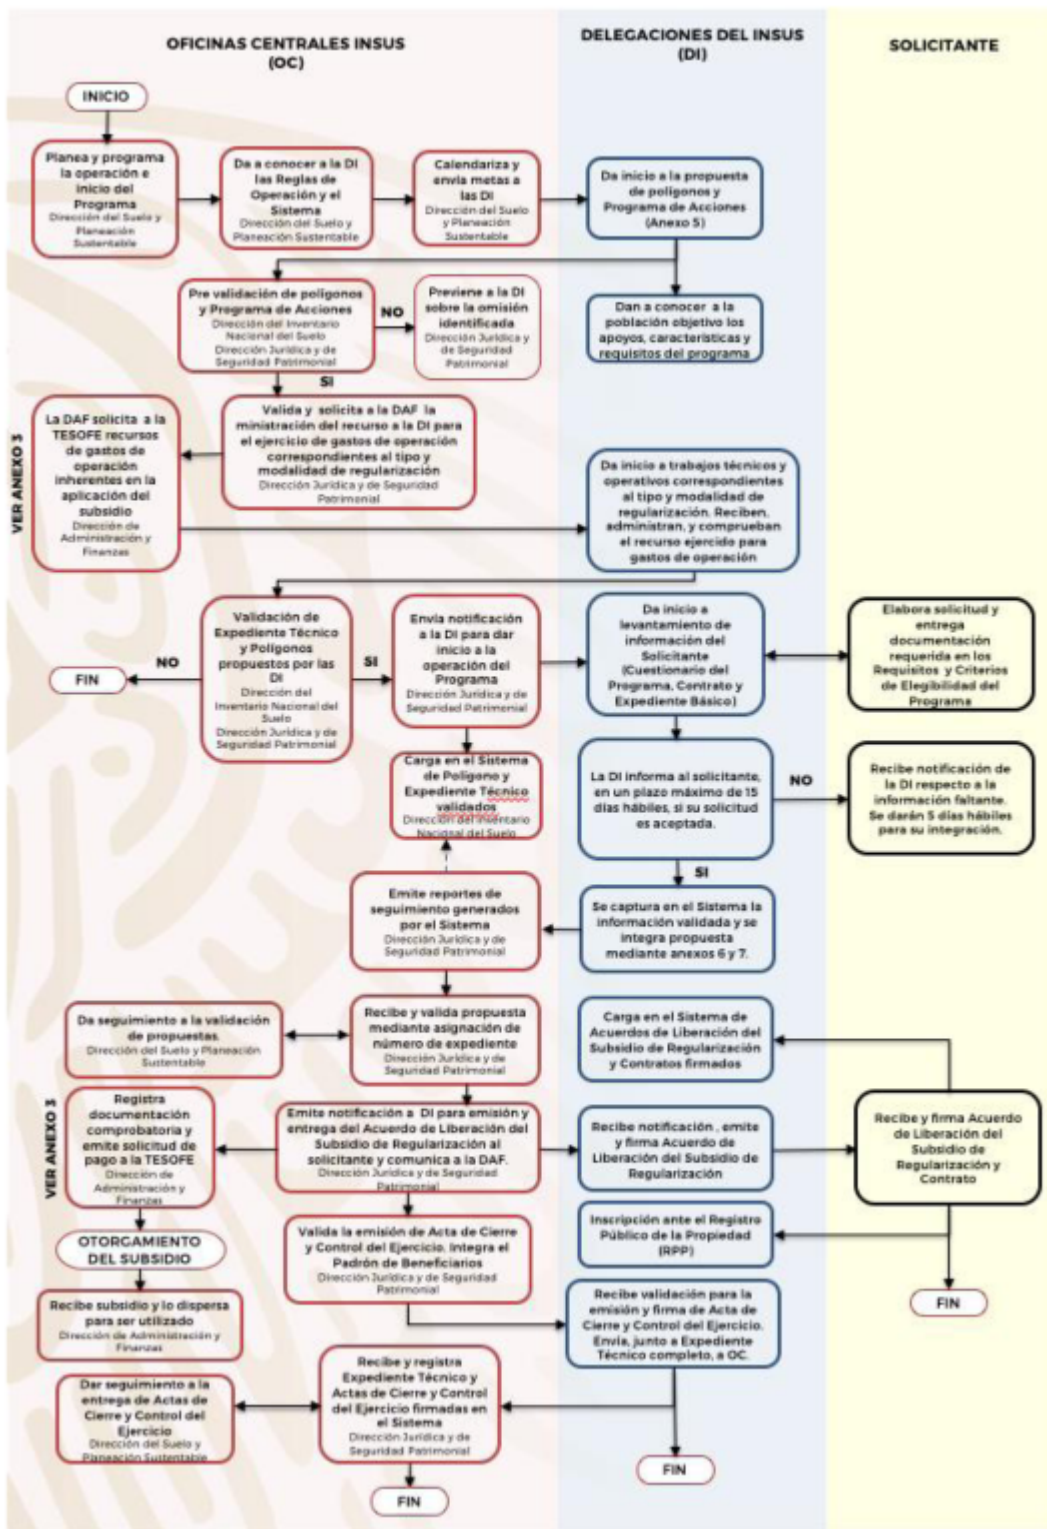 OFICINAS CENTRALES INSUS
(OC)
DELEGACIONES DEL INSUS
(DI)
SOLICITANTE
INICIO
Planea y programa
la operación e
inicio del
Programa
Dirección del Suelo y
Planeación
Sustentable
Da a conocer a la DI
las Reglas de
Operación y el
Sistema
Dirección del Suelo y
Planeación Sustentable
Calendariza y
envía metas a
las DI
Dirección del Suelo
y Planeación
Sustentable
Da inicio a la propuesta
de polígonos y
Programa de Acciones
(Anexo 5)
Pre validación de polígonos
y Programa de Acciones
Dirección del Inventario
Nacional del Suelo
Dirección Jurídica y de
Seguridad Patrimonial
NO
Previene a la DI
sobre la omisión
identificada
Dirección Jurídica y
de Seguridad
Patrimonial
Dan a conocer a la
población objetivo los
apoyos, características y
requisitos del programa
SI
VER ANEXO 3
La DAF solicita a la
TESOFE recursos
de gastos de
operación
inherentes en la
aplicación del
subsidio
Dirección de
Administración y
Finanzas
Valida y solicita a la DAF la
ministración del recurso a la DI para
el ejercicio de gastos de operación
correspondientes al tipo y
modalidad de regularización
Dirección Jurídica y de Seguridad
Patrimonial
Da inicio a trabajos técnicos y
operativos correspondientes
al tipo y modalidad de
regularización. Reciben,
administran, y comprueban
el recurso ejercido para
gastos de operación
FIN
NO
Validación de
Expediente Técnico
y Polígonos
propuestos por las
DI
Dirección del
Inventario Nacional del
Suelo
Dirección Jurídica y de
Seguridad Patrimonial
SI
Envía notificación
a la DI para dar
inicio a la
operación del
Programa
Dirección Jurídica y de
Seguridad Patrimonial
Da inicio a
levantamiento de
información del
Solicitante
(Cuestionario del
Programa, Contrato y
Expediente Básico)
Elabora solicitud y
entrega
documentación
requerida en los
Requisitos y Criterios
de Elegibilidad del
Programa
Carga en el Sistema
de Polígono y
Expediente Técnico
validados
Dirección del Inventario
Nacional del Suelo
La DI informa al solicitante,
en un plazo máximo de 15
días hábiles, si su solicitud
es aceptada.
NO
Recibe notificación de
la DI respecto a la
información faltante.
Se darán 5 días hábiles
para su integración.
SI
Emite reportes de
seguimiento generados
por el Sistema
Dirección Jurídica y de
Seguridad Patrimonial
Se captura en el Sistema la
información validada y se
integra propuesta
mediante anexos 6 y 7.
Da seguimiento a la validación
de propuestas.
Dirección del Suelo y Planeación
Sustentable
Recibe y valida propuesta
mediante asignación de
número de expediente
Dirección Jurídica y de
Seguridad Patrimonial
Carga en el Sistema de
Acuerdos de Liberación del
Subsidio de Regularización
y Contratos firmados
VER ANEXO 3
Registra
documentación
comprobatoria y
emite solicitud de
pago a la TESOFE
Dirección de
Administración y
Finanzas
Emite notificación a DI para emisión y
entrega del Acuerdo de Liberación del
Subsidio de Regularización al
solicitante y comunica a la DAF.
Dirección Jurídica y de Seguridad
Patrimonial
Recibe notificación , emite
y firma Acuerdo de
Liberación del Subsidio de
Regularización
Recibe y firma Acuerdo
de Liberación del
Subsidio de
Regularización y
Contrato
OTORGAMIENTO
DEL SUBSIDIO
Valida la emisión de Acta de Cierre
y Control del Ejercicio. Integra el
Padrón de Beneficiarios
Dirección Jurídica y de Seguridad
Patrimonial
Inscripción ante el Registro
Público de la Propiedad
(RPP)
FIN
Recibe subsidio y lo dispersa
para ser utilizado
Dirección de Administración y
Finanzas
Recibe validación para la
emisión y firma de Acta de
Cierre y Control del Ejercicio.
Envía, junto a Expediente
Técnico completo, a OC.
Dar seguimiento a la
entrega de Actas de
Cierre y Control del
Ejercicio
Dirección del Suelo y
Planeación Sustentable
Recibe y registra
Expediente Técnico y
Actas de Cierre y Control
del Ejercicio firmadas en
el Sistema
Dirección Jurídica y de
Seguridad Patrimonial
FIN
FIN